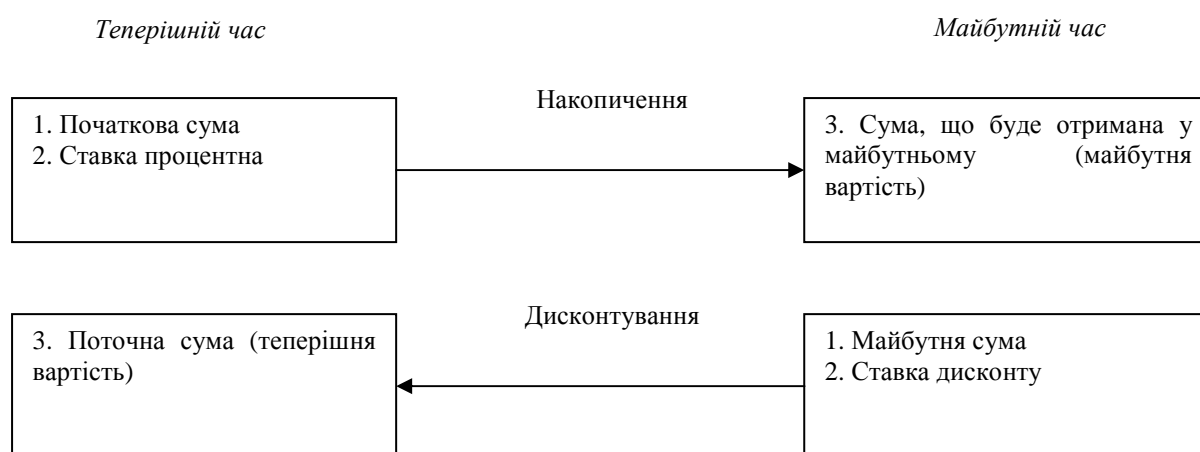 Теперішній час
Майбутній час
Накопичення
1. Початкова сума
2. Ставка процентна
3. Сума, що буде отримана у
майбутньому (майбутня
вартість)
Дисконтування
3. Поточна сума (теперішня
вартість)
1. Майбутня сума
2. Ставка дисконту